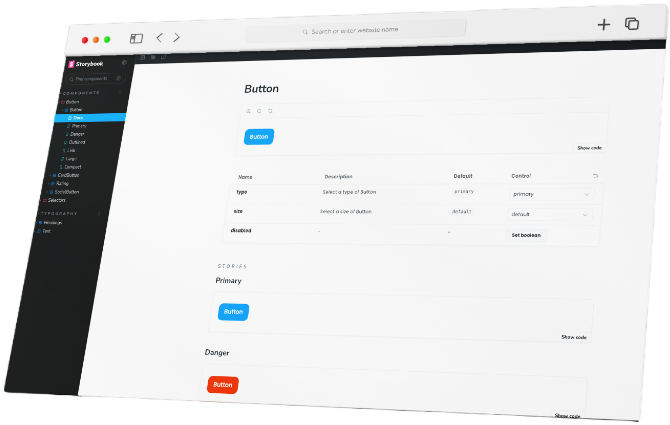 Search or enter website name
Storybook
Find components
COMPONENTS
Button
Button
Docs
Primary
Danger
Outlined
Link
Large
Compact
CardButton
Rating
SocialButton
Selectors
TYPOGRAPHY
Headings
Text
Button
Button
Show code
Name Description Default Control
type Select a type of Button primary primary
size Select a size of Button default default
disabled - - Set boolean
STORIES
Primary
Button
Show code
Danger
Button
Show code